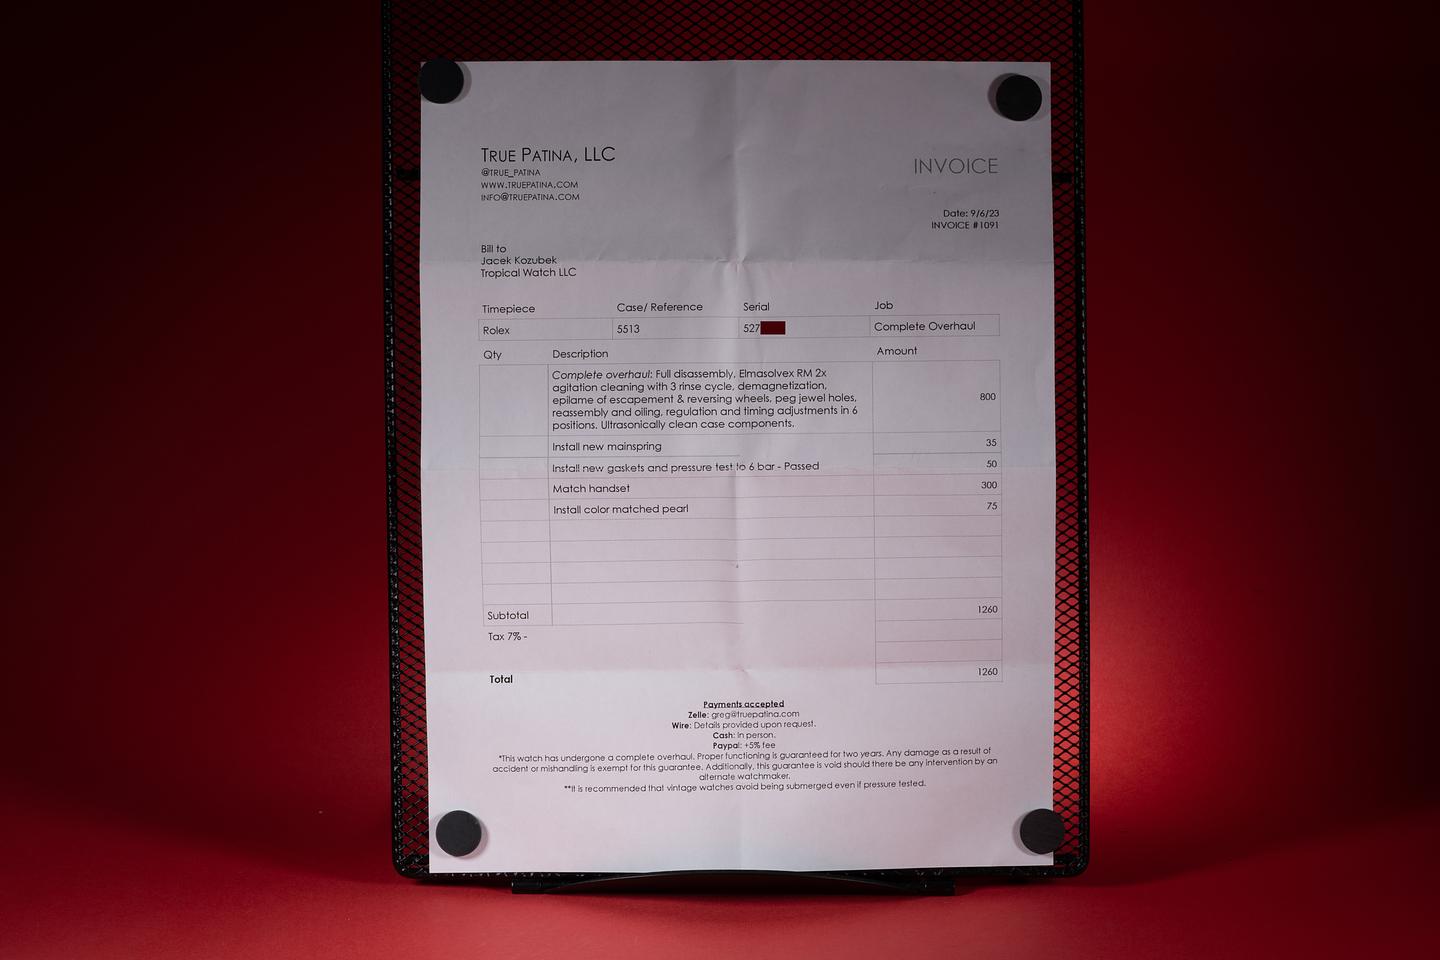 TRUE PATINA, LLC
@TRUE_PATINA
WWW.TRUEPATINA.COM
INFO@TRUEPATINA.COM
INVOICE
Date: 9/6/23
INVOICE #1091
Bill to
Jacek Kozubek
Tropical Watch LLC
Timepiece Case/ Reference Serial Job
Rolex 5513 527 Complete Overhaul
Qty Description Amount
Complete overhaul: Full disassembly, Elmasolvex RM 2x
agitation cleaning with 3 rinse cycle, demagnetization,
epilame of escapement & reversing wheels, peg jewel holes,
reassembly and oiling, regulation and timing adjustments in 6
positions. Ultrasonically clean case components.
800
Install new mainspring 35
Install new gaskets and pressure test to 6 bar - Passed 50
Match handset 300
Install color matched pearl 75
Subtotal 1260
Tax 7% -
Total 1260
Payments accepted
Zelle: greg@truepatina.com
Wire: Details provided upon request.
Cash: in person.
Paypal: +5% fee
*This watch has undergone a complete overhaul. Proper functioning is guaranteed for two years. Any damage as a result of
accident or mishandling is exempt for this guarantee. Additionally, this guarantee is void should there be any intervention by an
alternate watchmaker.
**It is recommended that vintage watches avoid being submerged even if pressure tested.